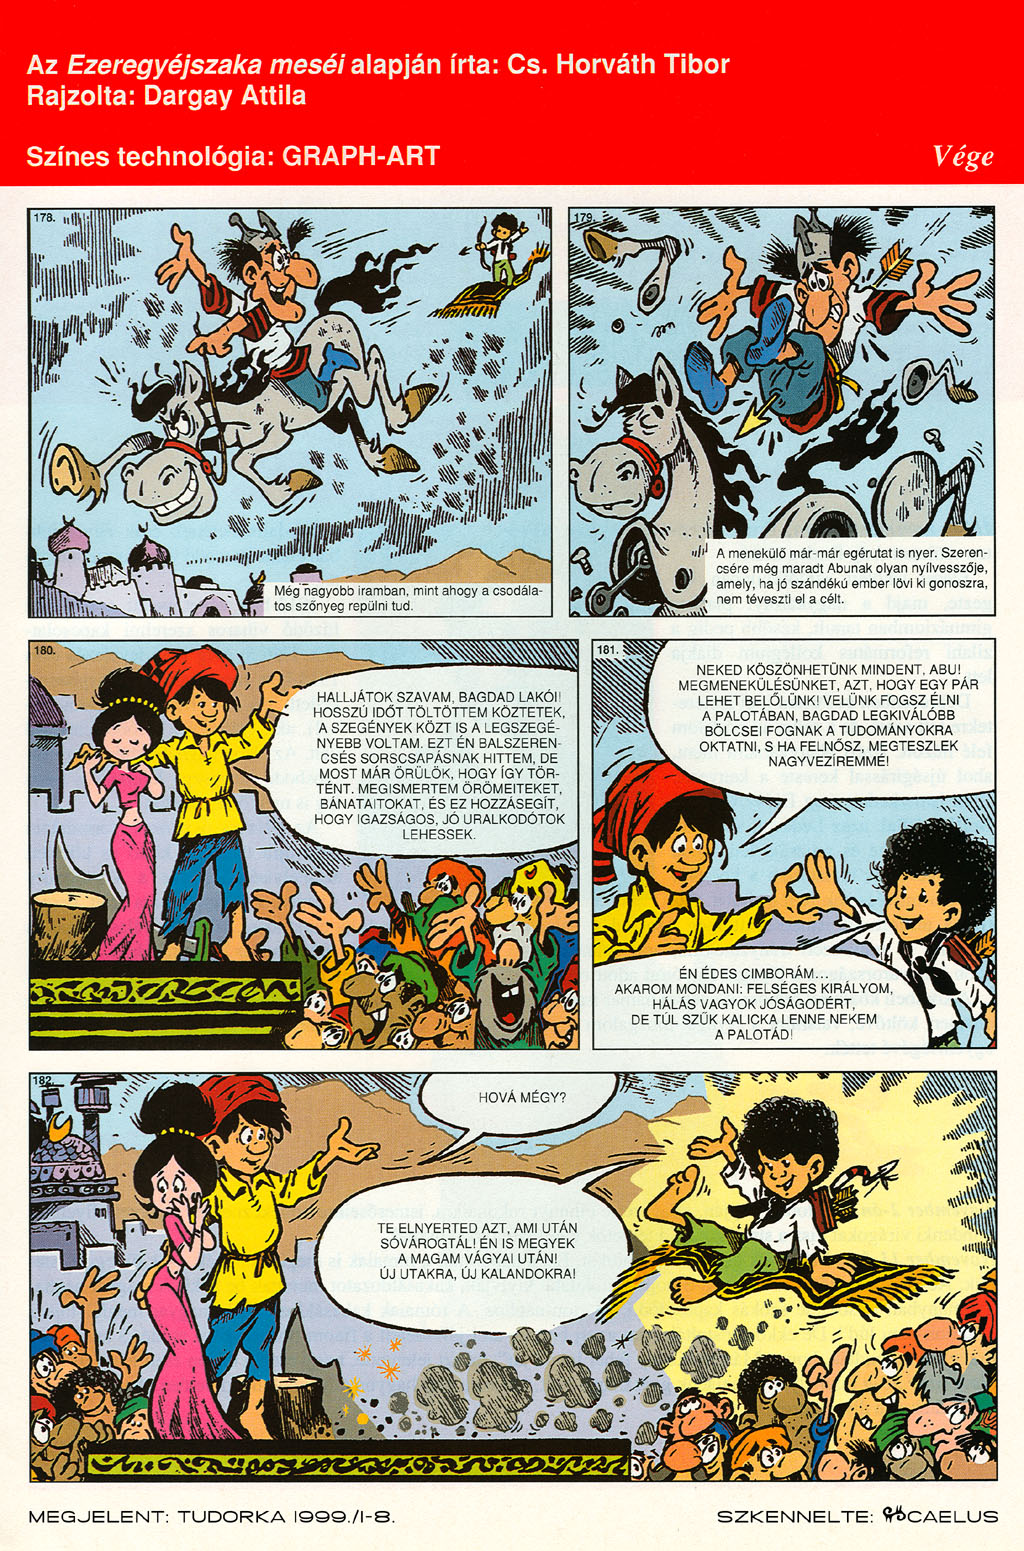 Az Ezeregyéjszaka meséi alapján írta: Cs. Horváth Tibor
Rajzolta: Dargay Attila
Színes technológia: GRAPH-ART
Vége
178.
Még nagyobb iramban, mint ahogy a csodála-
tos szőnyeg repülni tud.
179.
A menekülő már-már egérutat is nyer. Szeren-
csére még maradt Abunak olyan nyílvesszője,
amely, ha jó szándékú ember lövi ki gonoszra,
nem téveszti el a célt.
180.
HALLJÁTOK SZAVAM, BAGDAD LAKÓI!
HOSSZÚ IDŐT TÖLTÖTTEM KÖZTETEK,
A SZEGÉNYEK KÖZT IS A LEGSZEGÉ-
NYEBB VOLTAM. EZT ÉN BALSZEREN-
CSÉS SORSCSAPÁSNAK HITTEM, DE
MOST MÁR ÖRÜLÖK, HOGY ÍGY TÖR-
TÉNT. MEGISMERTEM ÖRÖMEITEKET,
BÁNATAITOKAT, ÉS EZ HOZZÁSEGÍT,
HOGY IGAZSÁGOS, JÓ URALKODÓTOK
LEHESSEK.
181.
NEKED KÖSZÖNHETÜNK MINDENT, ABU!
MEGMENEKÜLÉSÜNKET, AZT, HOGY EGY PÁR
LEHET BELŐLÜNK! VELÜNK FOGSZ ÉLNI
A PALOTÁBAN, BAGDAD LEGKIVÁLÓBB
BÖLCSEI FOGNAK A TUDOMÁNYOKRA
OKTATNI, S HA FELNŐSZ, MEGTESZLEK
NAGYVEZÍREMMÉ!
ÉN ÉDES CIMBORÁM...
AKAROM MONDANI: FELSÉGES KIRÁLYOM,
HÁLÁS VAGYOK JÓSÁGODÉRT,
DE TÚL SZŰK KALICKA LENNE NEKEM
A PALOTÁD!
182.
HOVÁ MÉGY?
TE ELNYERTED AZT, AMI UTÁN
SÓVÁROGTÁL! ÉN IS MEGYEK
A MAGAM VÁGYAI UTÁN!
ÚJ UTAKRA, ÚJ KALANDOKRA!
MEGJELENT: TUDORKA 1999./1-8.
SZKENNELTE: CAELUS